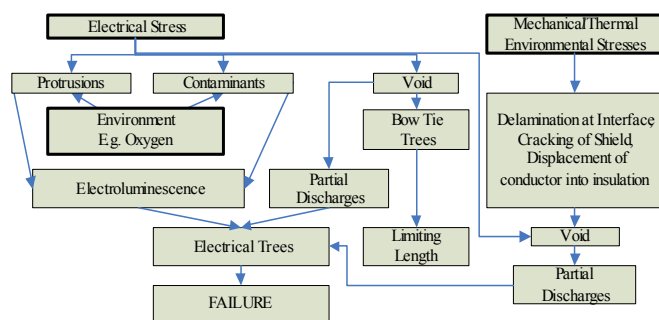 Electrical Stress
Mechanical/Thermal
Environmental Stresses
Protrusions
Contaminants
Void
Environment
E.g. Oxygen
Bow Tie
Trees
Delamination at Interface,
Cracking of Shield,
Displacement of
conductor into insulation
Electroluminescence
Partial
Discharges
Electrical Trees
Limiting
Length
Void
Partial
Discharges
FAILURE